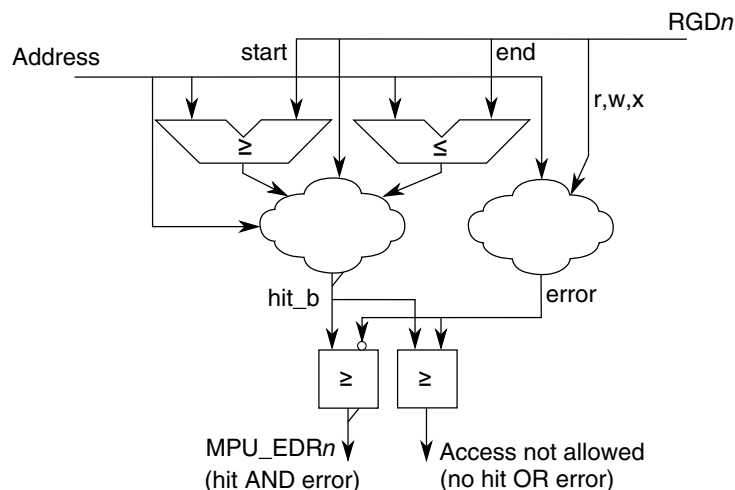 RGDn
Address
start
end
r,w,x
≥
≤
hit_b
error
≥
≥
MPU_EDRn
(hit AND error)
Access not allowed
(no hit OR error)